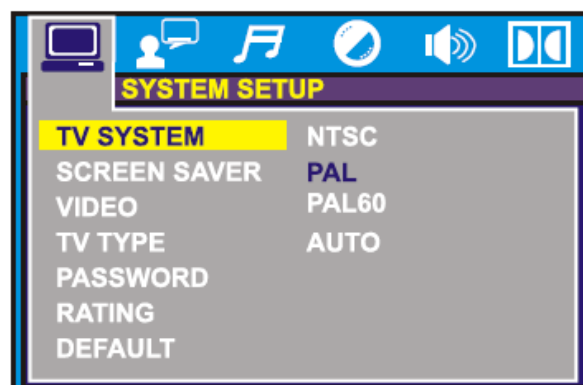 SYSTEM SETUP
TV SYSTEM NTSC
SCREEN SAVER PAL
VIDEO PAL60
TV TYPE AUTO
PASSWORD
RATING
DEFAULT